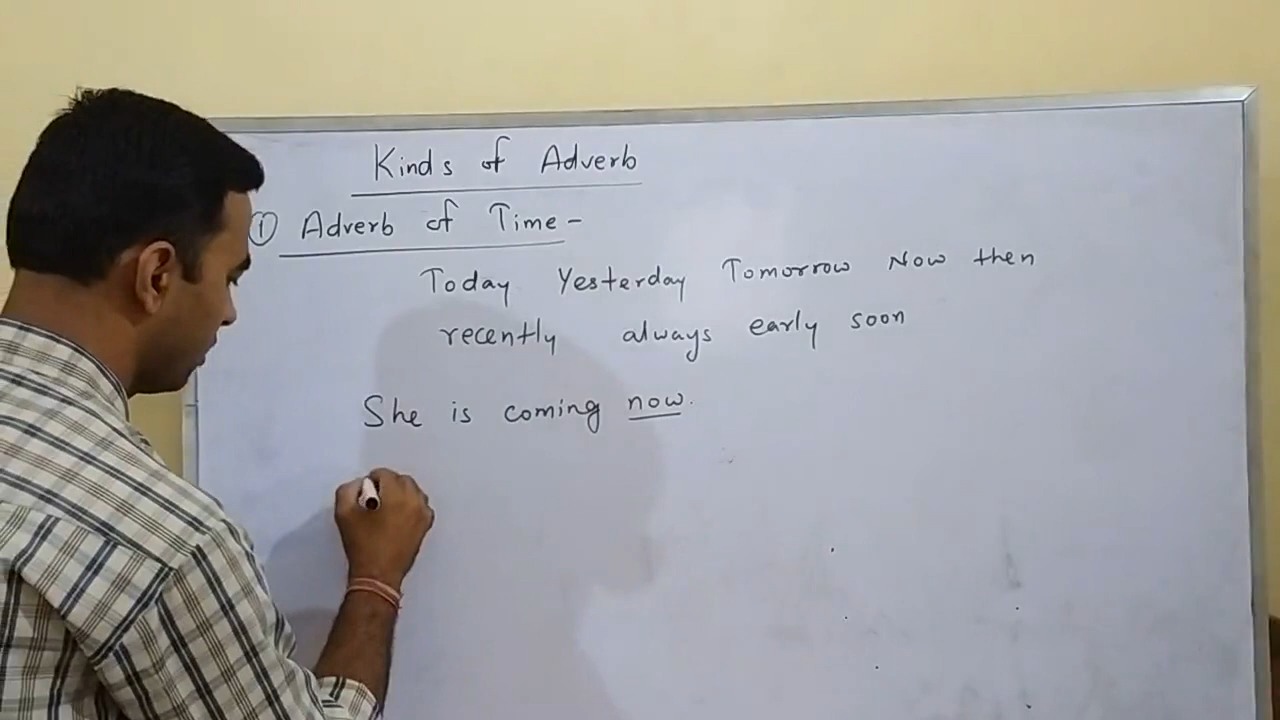 Kinds of Adverb
① Adverb of Time -
Today Yesterday Tomorrow Now then
recently always early soon
She is coming now.